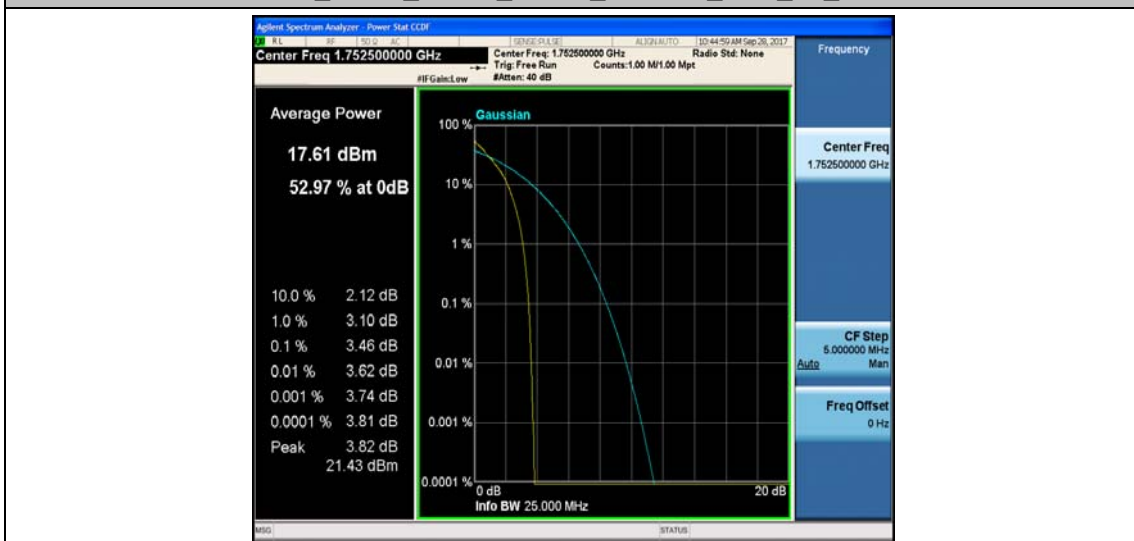 Agilent Spectrum Analyzer - Power Stat CCDF
RL RF 50 Ω AC SENSE:PULSE ALIGN AUTO 10:44:59 AM Sep 28, 2017
Center Freq 1.752500000 GHz
Center Freq: 1.752500000 GHz Radio Std: None
Trig: Free Run Counts:1.00 M/1.00 Mpt
#IFGain:Low #Atten: 40 dB
Frequency
Average Power
17.61 dBm
52.97 % at 0dB
10.0 % 2.12 dB
1.0 % 3.10 dB
0.1 % 3.46 dB
0.01 % 3.62 dB
0.001 % 3.74 dB
0.0001 % 3.81 dB
Peak 3.82 dB
21.43 dBm
Gaussian
100 %
10 %
1 %
0.1 %
0.01 %
0.001 %
0.0001 %
0 dB 20 dB
Info BW 25.000 MHz
Center Freq
1.752500000 GHz
CF Step
5.000000 MHz
Auto Man
Freq Offset
0 Hz
MSG STATUS